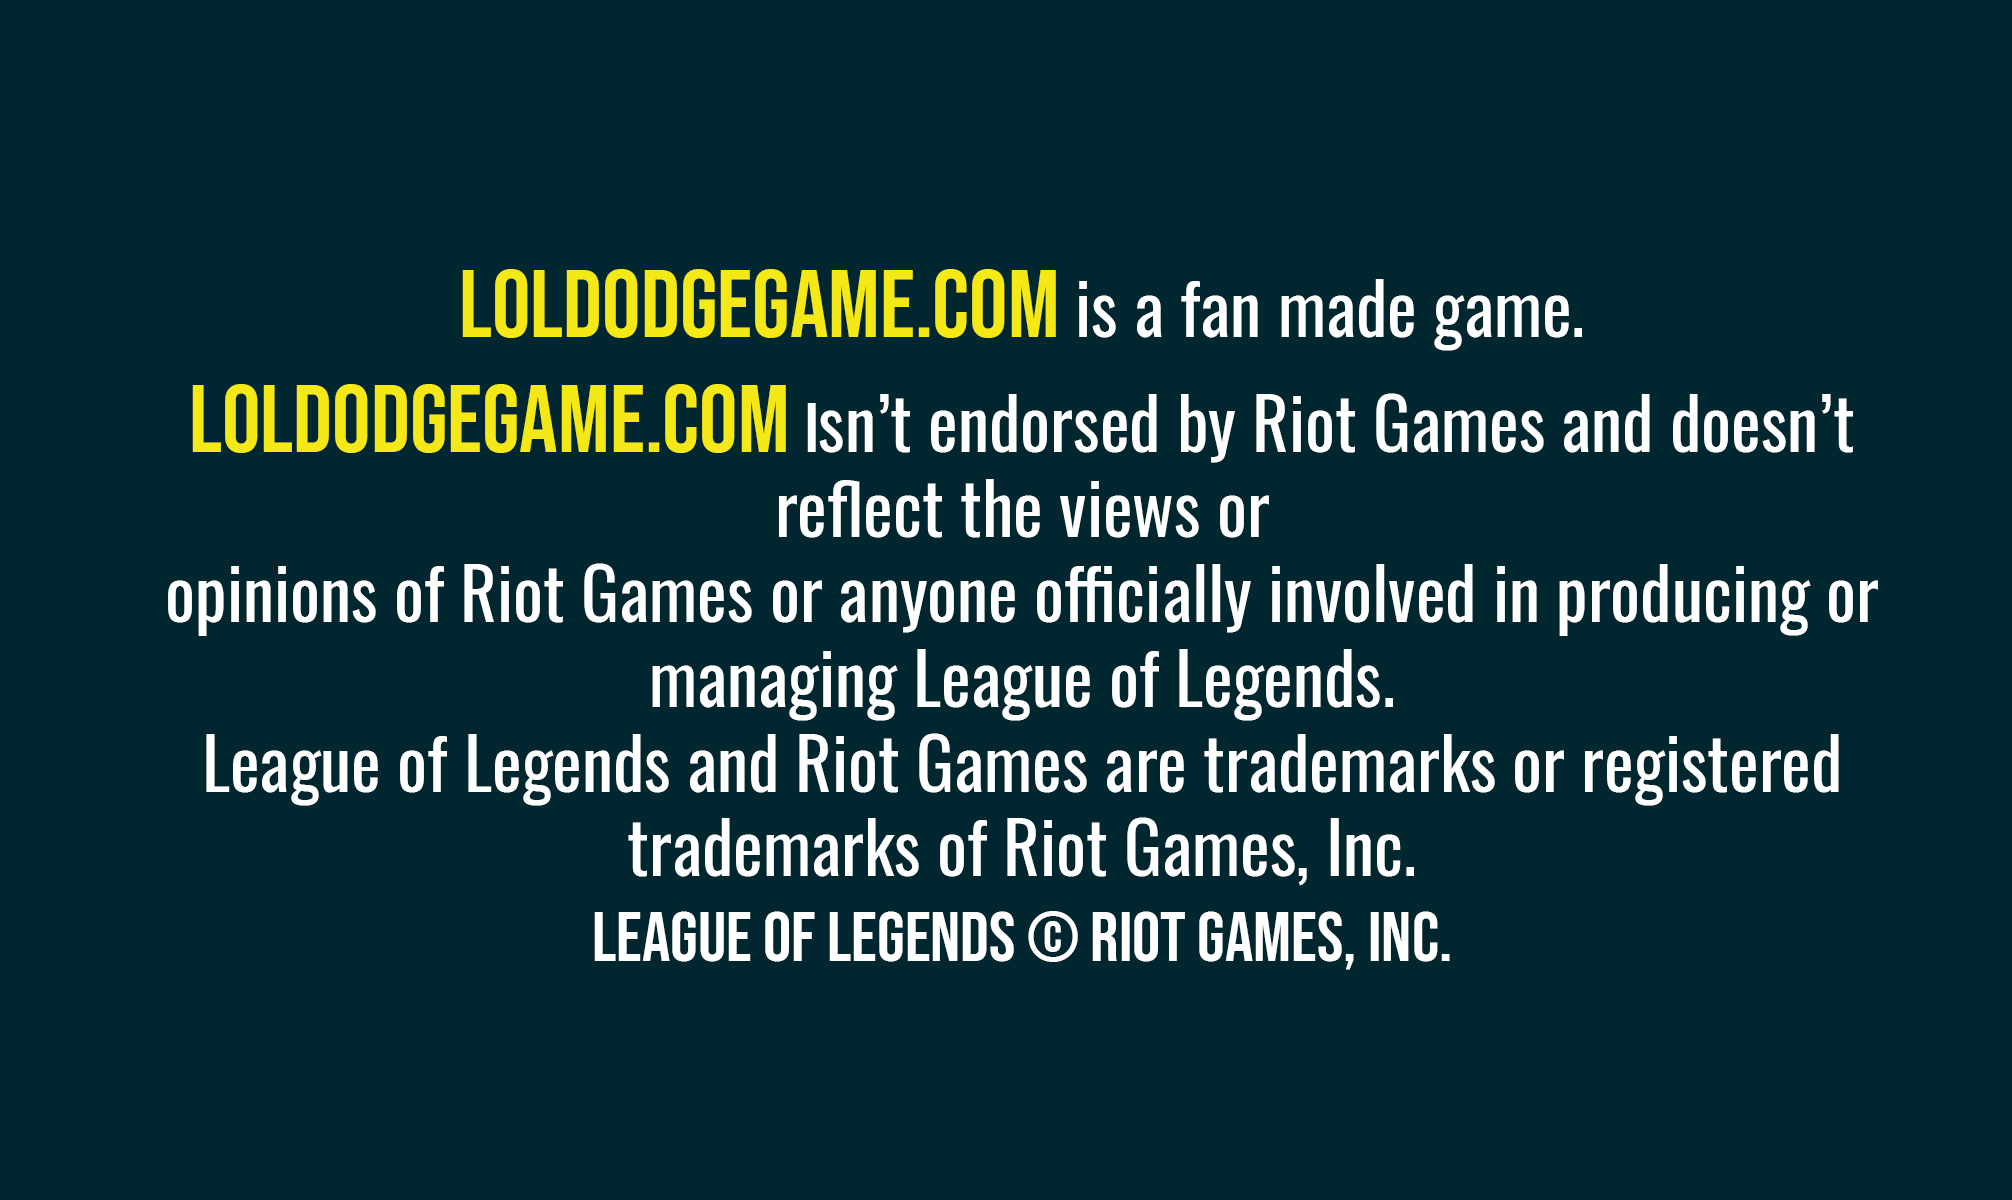 LOLDODGEGAME.COM is a fan made game.
LOLDODGEGAME.COM Isn’t endorsed by Riot Games and doesn’t
reflect the views or
opinions of Riot Games or anyone officially involved in producing or
managing League of Legends.
League of Legends and Riot Games are trademarks or registered
trademarks of Riot Games, Inc.
LEAGUE OF LEGENDS © RIOT GAMES, INC.